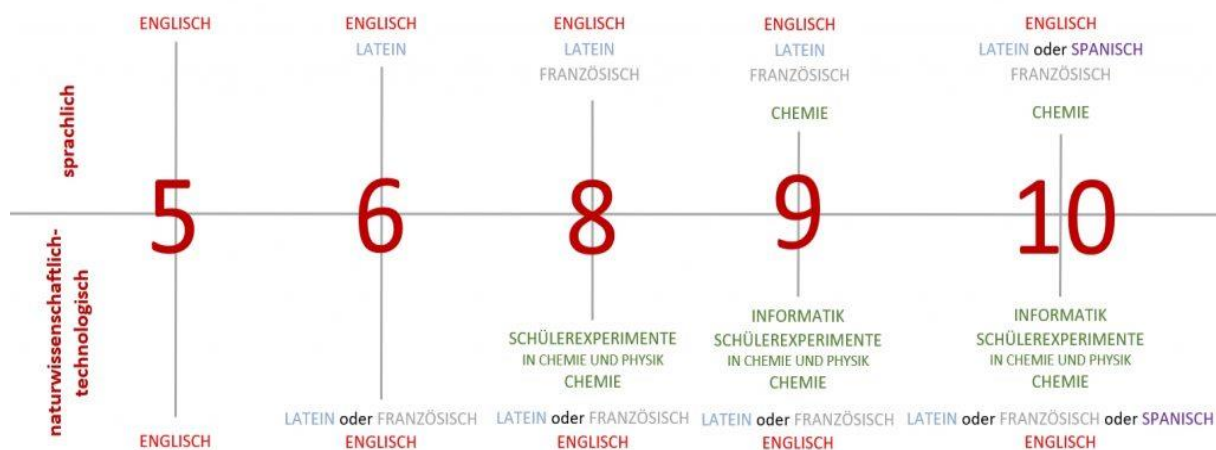 ENGLISCH ENGLISCH ENGLISCH ENGLISCH ENGLISCH
LATEIN LATEIN LATEIN LATEIN oder SPANISCH
FRANZÖSISCH FRANZÖSISCH FRANZÖSISCH
CHEMIE CHEMIE
sprachlich
5 6 8 9 10
naturwissenschaftlich-
technologisch
INFORMATIK INFORMATIK
SCHÜLEREXPERIMENTE SCHÜLEREXPERIMENTE SCHÜLEREXPERIMENTE
IN CHEMIE UND PHYSIK IN CHEMIE UND PHYSIK IN CHEMIE UND PHYSIK
CHEMIE CHEMIE CHEMIE
LATEIN oder FRANZÖSISCH LATEIN oder FRANZÖSISCH LATEIN oder FRANZÖSISCH LATEIN oder FRANZÖSISCH oder SPANISCH
ENGLISCH ENGLISCH ENGLISCH ENGLISCH ENGLISCH